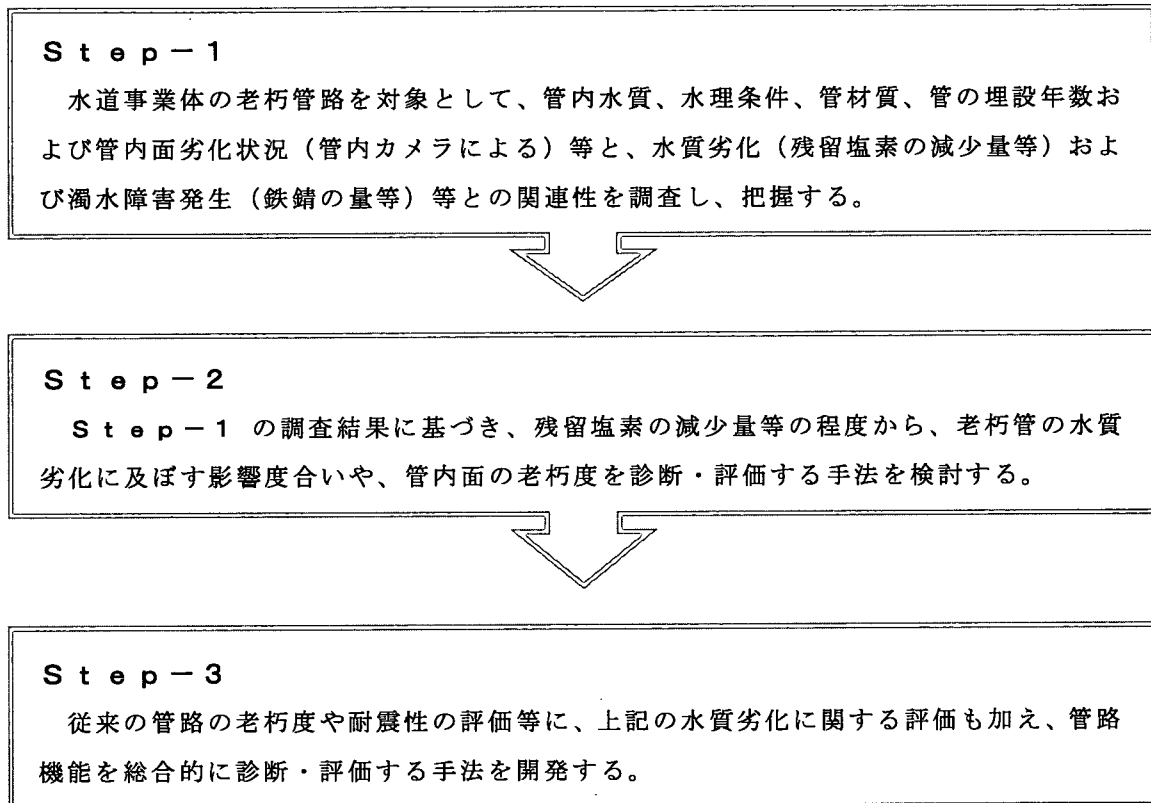 Step－1
水道事業体の老朽管路を対象として、管内水質、水理条件、管材質、管の埋設年数お
よび管内面劣化状況（管内カメラによる）等と、水質劣化（残留塩素の減少量等）およ
び濁水障害発生（鉄錆の量等）等との関連性を調査し、把握する。
Step－2
Step－1 の調査結果に基づき、残留塩素の減少量等の程度から、老朽管の水質
劣化に及ぼす影響度合いや、管内面の老朽度を診断・評価する手法を検討する。
Step－3
従来の管路の老朽度や耐震性の評価等に、上記の水質劣化に関する評価も加え、管路
機能を総合的に診断・評価する手法を開発する。